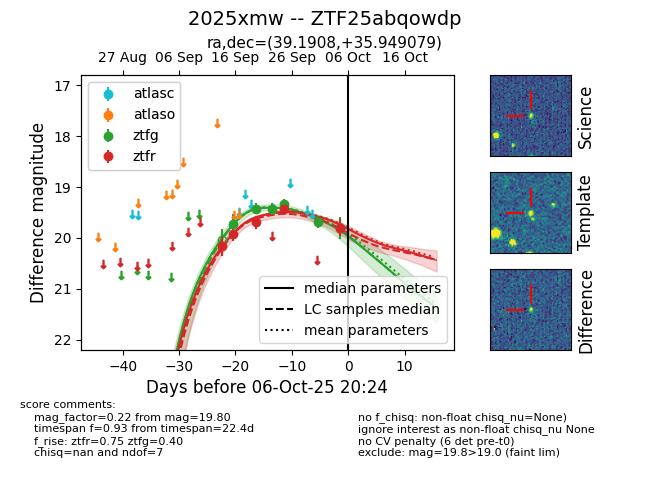 2025xmw -- ZTF25abqowdp
ra,dec=(39.1908,+35.949079)
27 Aug 06 Sep 16 Sep 26 Sep 06 Oct 16 Oct
17
18
19
20
21
22
Difference magnitude
atlasc
atlaso
ztfg
ztfr
median parameters
LC samples median
mean parameters
−40 −30 −20 −10 0 10
Days before 06-Oct-25 20:24
Science
Template
Difference
score comments:
mag_factor=0.22 from mag=19.80
timespan f=0.93 from timespan=22.4d
f_rise: ztfr=0.75 ztfg=0.40
chisq=nan and ndof=7
no f_chisq: non-float chisq_nu=None)
ignore interest as non-float chisq_nu None
no CV penalty (6 det pre-t0)
exclude: mag=19.8>19.0 (faint lim)